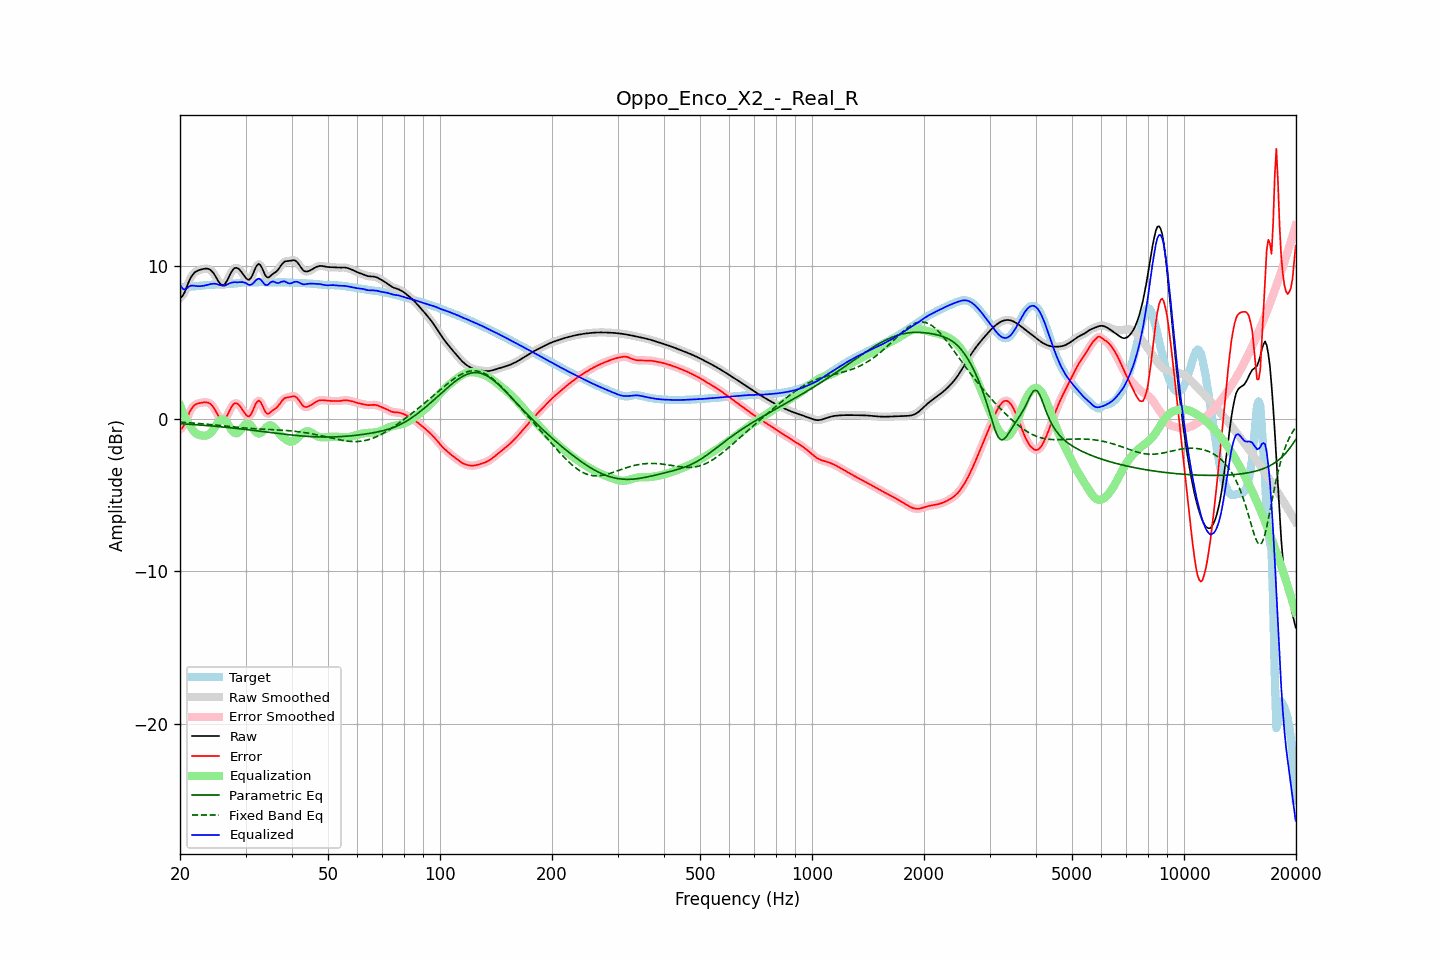 Oppo_Enco_X2_-_Real_R
Amplitude (dBr)
10
0
−10
−20
Target
Raw Smoothed
Error Smoothed
Raw
Error
Equalization
Parametric Eq
Fixed Band Eq
Equalized
20 50 100 200 500 1000 2000 5000 10000 20000
Frequency (Hz)